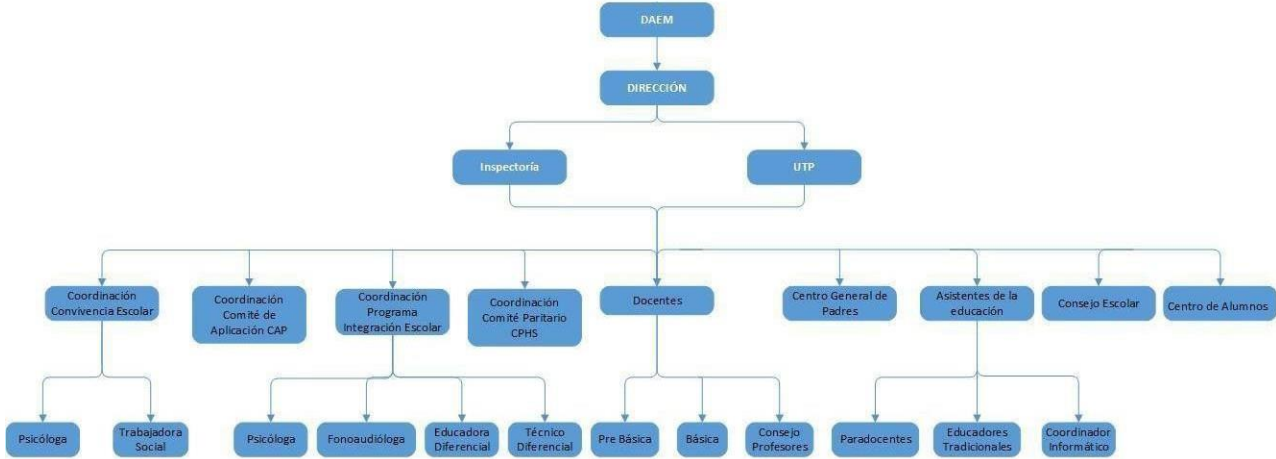 DAEM
DIRECCIÓN
Inspectoría
UTP
Coordinación
Convivencia Escolar
Coordinación
Comité de
Aplicación CAP
Coordinación
Programa
Integración Escolar
Coordinación
Comité Paritario
CPHS
Docentes
Centro General de
Padres
Asistentes de la
educación
Consejo Escolar
Centro de Alumnos
Psicóloga
Trabajadora
Social
Psicóloga
Fonoaudióloga
Educadora
Diferencial
Técnico
Diferencial
Pre Básica
Básica
Consejo
Profesores
Paradocentes
Educadores
Tradicionales
Coordinador
Informático